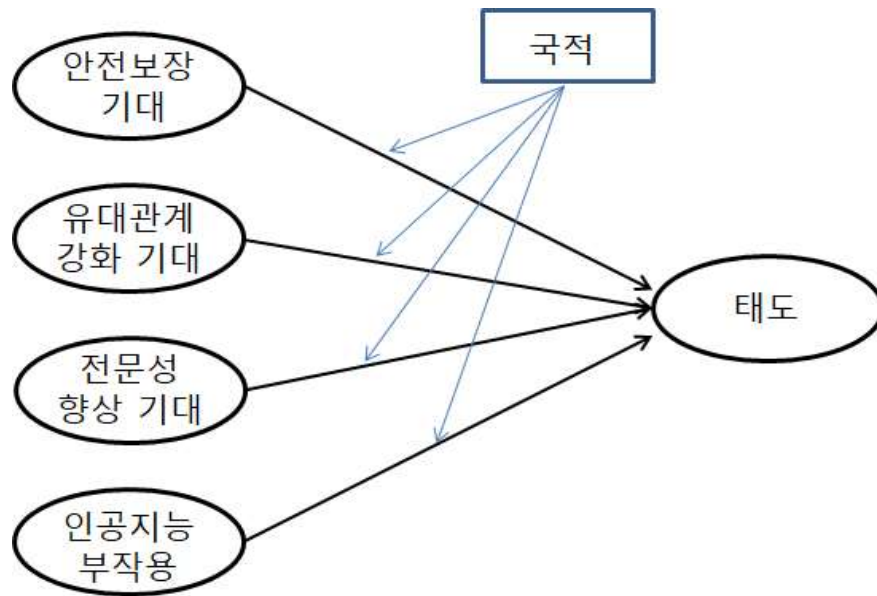 국적
안전보장
기대
유대관계
강화 기대
전문성
향상 기대
인공지능
부작용
태도